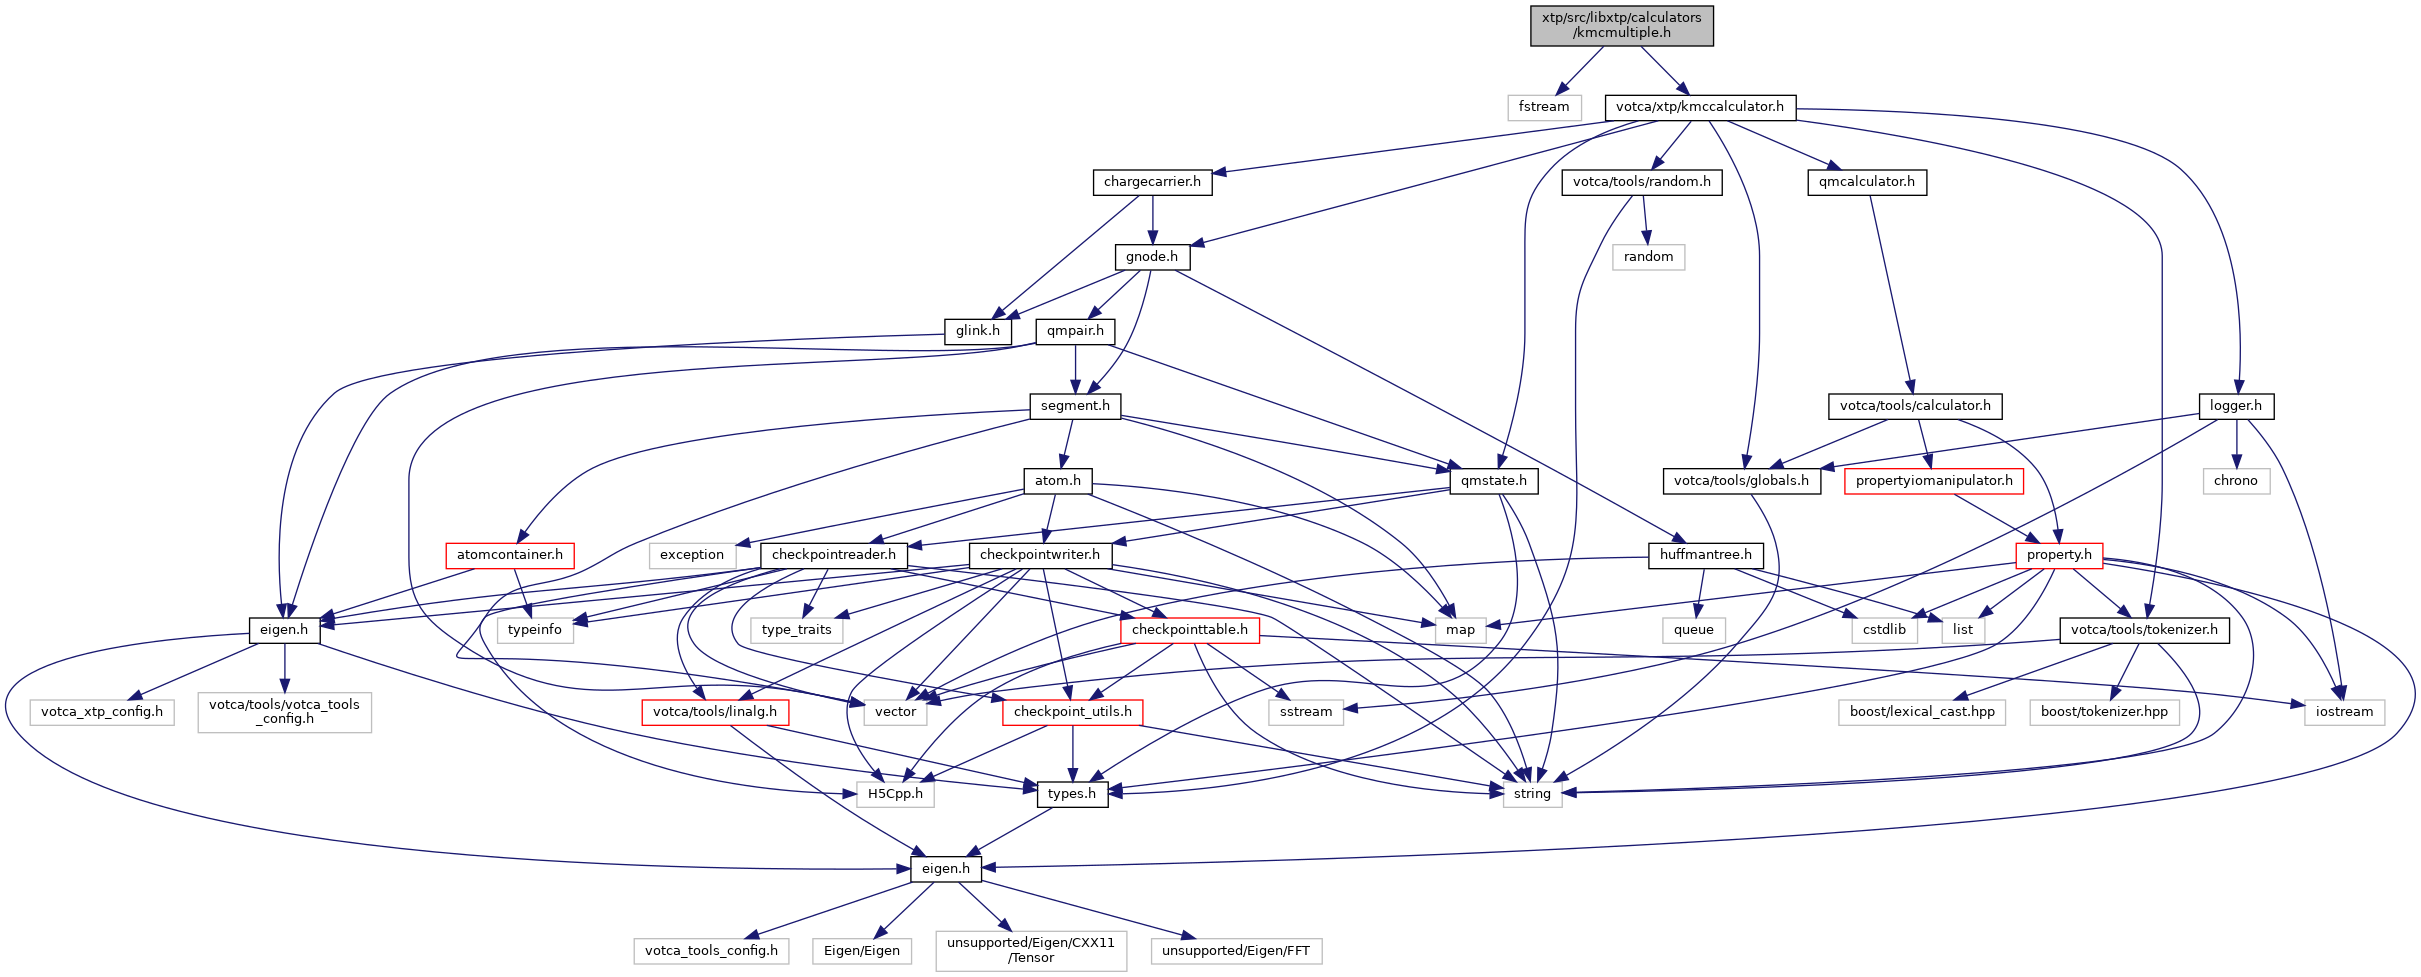 xtp/src/libxtp/calculators
/kmcmultiple.h
fstream
votca/xtp/kmccalculator.h
chargecarrier.h
votca/tools/random.h
qmcalculator.h
gnode.h
random
glink.h
qmpair.h
segment.h
votca/tools/calculator.h
logger.h
atom.h
qmstate.h
votca/tools/globals.h
propertyiomanipulator.h
chrono
atomcontainer.h
exception
checkpointreader.h
checkpointwriter.h
huffmantree.h
property.h
eigen.h
typeinfo
type_traits
checkpointtable.h
map
queue
cstdlib
list
votca/tools/tokenizer.h
votca_xtp_config.h
votca/tools/votca_tools
_config.h
votca/tools/linalg.h
vector
checkpoint_utils.h
sstream
boost/lexical_cast.hpp
boost/tokenizer.hpp
iostream
H5Cpp.h
types.h
string
eigen.h
votca_tools_config.h
Eigen/Eigen
unsupported/Eigen/CXX11
/Tensor
unsupported/Eigen/FFT